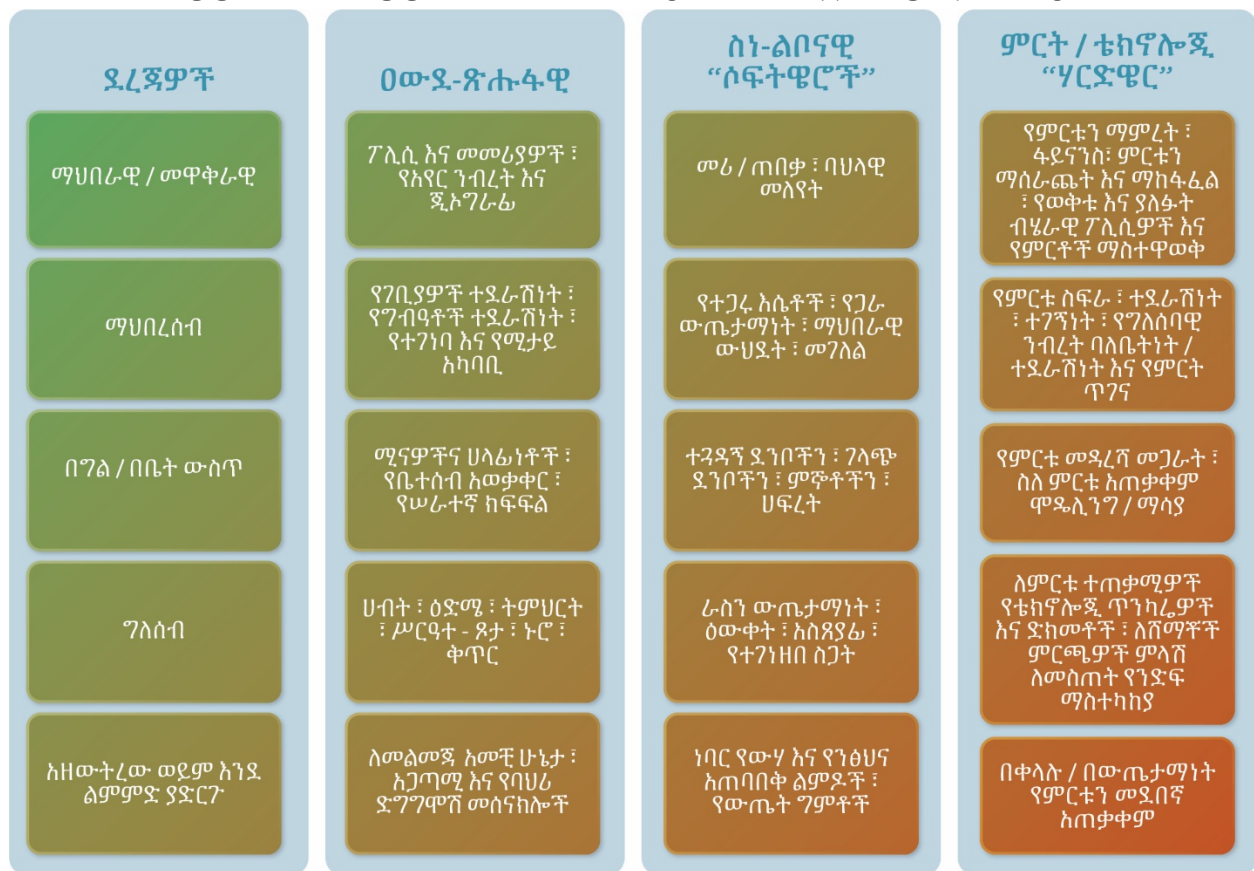 ደረጃዎች
ማህበራዊ / መዋቅራዊ
ማህበረሰብ
በግል / በቤት ውስጥ
ግለሰብ
አዘውትረው ወይም እንደ
ልምምድ ያድርጉ
ዐውደ-ጽሑፋዊ
ፖሊሲ እና መመሪያዎች ፣
የአየር ንብረት እና
ጂኦግራፊ
የገቢያዎች ተደራሽነት ፣
የግብዓቶች ተደራሽነት ፣
የተገነባ እና የሚታይ
አካባቢ
ሚናዎችና ሀላፊነቶች ፣
የቤተሰብ አወቃቀር ፣
የሠራተኛ ክፍፍል
ሀብት ፣ ዕድሜ ፣ ትምህርት
፣ ሥርዓተ - ጾታ ፣ ኑሮ ፣
ቅጥር
ለመልመጃ አመቺ ሁኔታ ፣
አጋጣሚ እና የባህሪ
ድግግሞሽ መሰናክሎች
ስነ-ልቦናዊ
“ሶፍትዌሮች”
መሪ / ጠበቃ ፣ ባህላዊ
መለየት
የተጋሩ እሴቶች ፣ የጋራ
ውጤታማነት ፣ ማህበራዊ
ውህደት ፣ መገለል
ተጓዳኝ ደንቦችን ፣ ገላጭ
ደንቦችን ፣ ምኞቶችን ፣
ሀፍረት
ራስን ውጤታማነት ፣
ዕውቀት ፣ አስጸያፊ ፣
የተገነዘበ ስጋት
ነባር የውሃ እና የንፅህና
አጠባበቅ ልምዶች ፣
የውጤት ግምቶች
ምርት / ቴክኖሎጂ
“ሃርድዌር”
የምርቱን ማምረት ፣
ፋይናንስ፣ ምርቱን
ማሰራጨት እና ማከፋፈል
፣ የወቅቱ እና ያለፉት
ብሄራዊ ፖሊሲዎች እና
የምርቶች ማስተዋወቅ
የምርቱ ስፍራ ፣ ተደራሽነት
፣ ተገኝነት ፣ የግለሰባዊ
ንብረት ባለቤትነት /
ተደራሽነት እና የምርት
ጥገና
የምርቱ መዳረሻ መጋራት ፣
ስለ ምርቱ አጠቃቀም
ሞዴሊንግ / ማሳያ
ለምርቱ ተጠቃሚዎች
የቴክኖሎጂ ጥንካሬዎች
እና ድክመቶች ፣ ለሸማቾች
ምርጫዎች ምላሽ
ለመስጠት የንድፍ
ማስተካከያ
በቀላሉ / በውጤታማነት
የምርቱን መደበኛ
አጠቃቀም